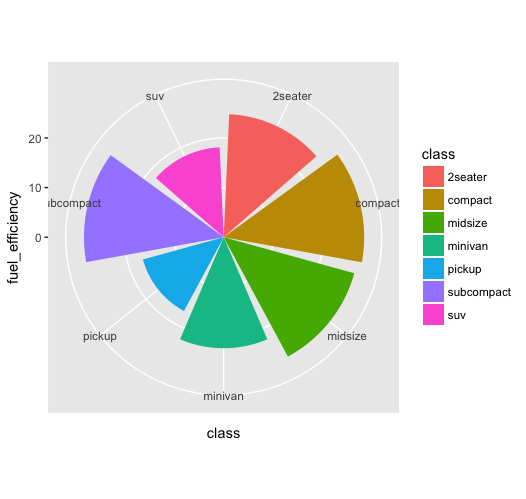 suv
2seater
20
10
0
fuel_efficiency
ubcompact
compact
pickup
midsize
minivan
class
class
2seater
compact
midsize
minivan
pickup
subcompact
suv